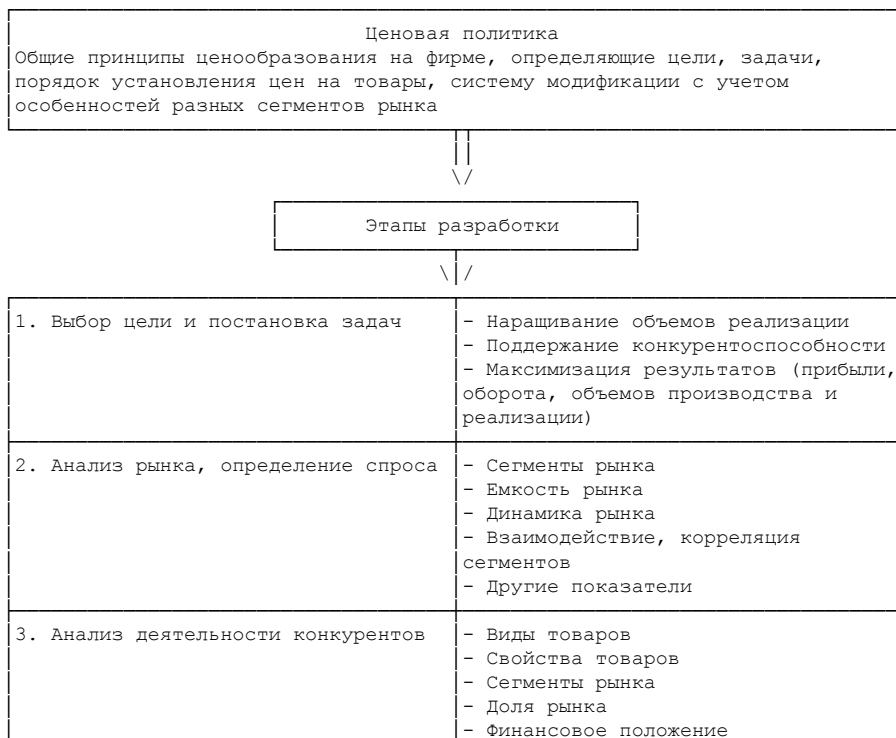 Ценовая политика
Общие принципы ценообразования на фирме, определяющие цели, задачи,
порядок установления цен на товары, систему модификации с учетом
особенностей разных сегментов рынка
Этапы разработки
1. Выбор цели и постановка задач
- Наращивание объемов реализации
- Поддержание конкурентоспособности
- Максимизация результатов (прибыли,
оборота, объемов производства и
реализации)
2. Анализ рынка, определение спроса
- Сегменты рынка
- Емкость рынка
- Динамика рынка
- Взаимодействие, корреляция
сегментов
- Другие показатели
3. Анализ деятельности конкурентов
- Виды товаров
- Свойства товаров
- Сегменты рынка
- Доля рынка
- Финансовое положение